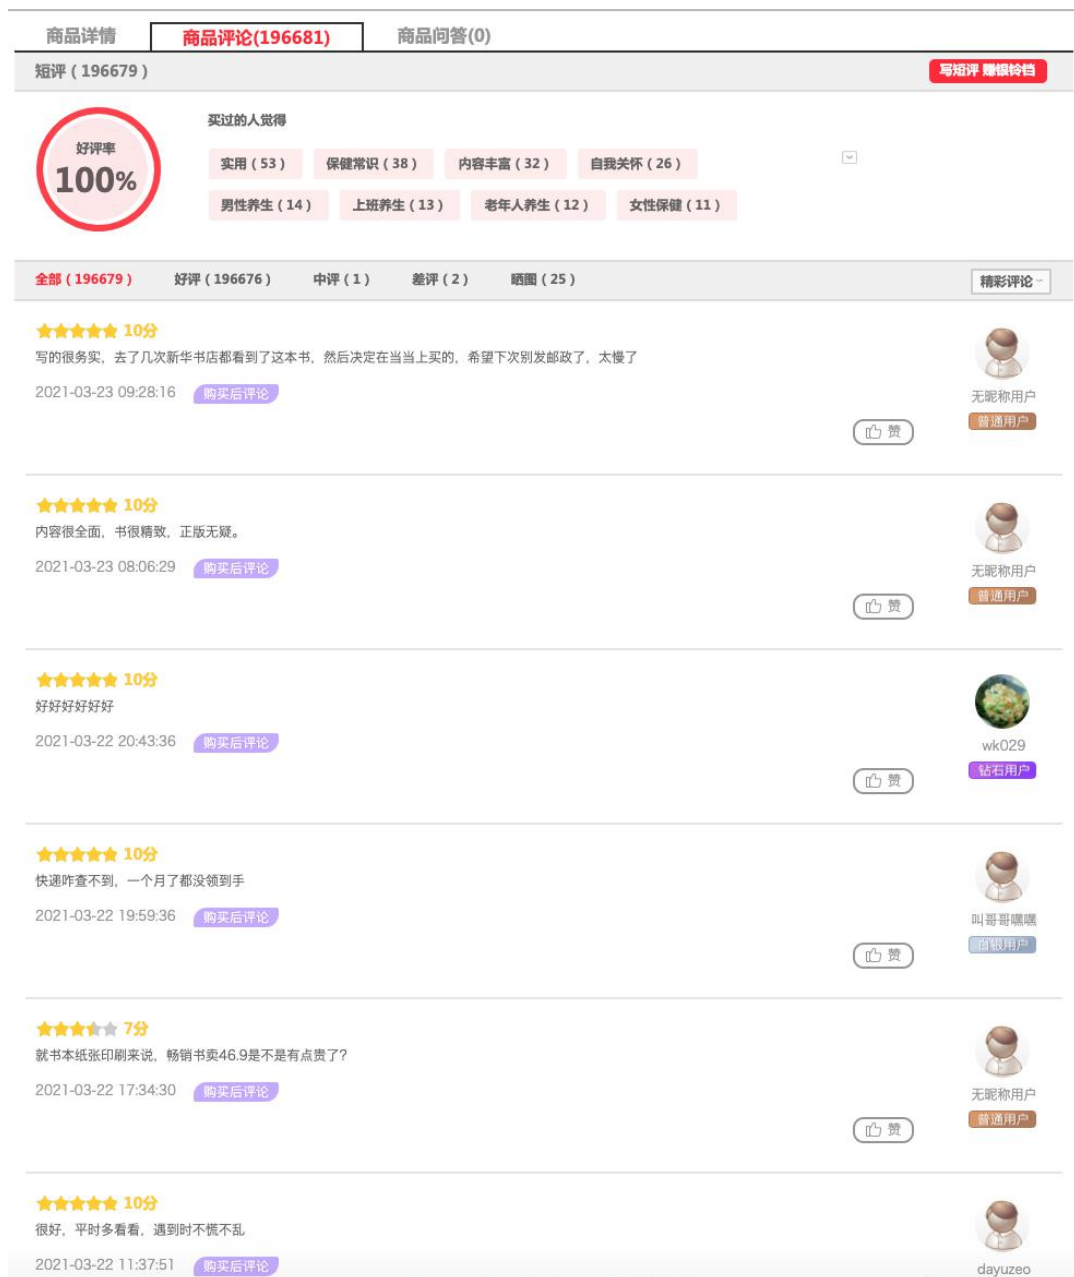 商品详情 商品评论(196681) 商品问答(0)
短评 ( 196679 ) 写短评 赚银铃铛
买过的人觉得
好评率
100%
实用 ( 53 ) 保健常识 ( 38 ) 内容丰富 ( 32 ) 自我关怀 ( 26 )
男性养生 ( 14 ) 上班养生 ( 13 ) 老年人养生 ( 12 ) 女性保健 ( 11 )
全部 ( 196679 ) 好评 ( 196676 ) 中评 ( 1 ) 差评 ( 2 ) 晒图 ( 25 ) 精彩评论
10分
写的很务实，去了几次新华书店都看到了这本书，然后决定在当当上买的，希望下次别发邮政了，太慢了
2021-03-23 09:28:16 购买后评论
无昵称用户
普通用户
赞
10分
内容很全面，书很精致，正版无疑。
2021-03-23 08:06:29 购买后评论
无昵称用户
普通用户
赞
10分
好好好好好好
2021-03-22 20:43:36 购买后评论
wk029
钻石用户
赞
10分
快递咋查不到，一个月了都没领到手
2021-03-22 19:59:36 购买后评论
叫哥哥嘿嘿
白银用户
赞
7分
就书本纸张印刷来说，畅销书卖46.9是不是有点贵了?
2021-03-22 17:34:30 购买后评论
无昵称用户
普通用户
赞
10分
很好，平时多看看，遇到时不慌不乱
2021-03-22 11:37:51 购买后评论
dayuzeo